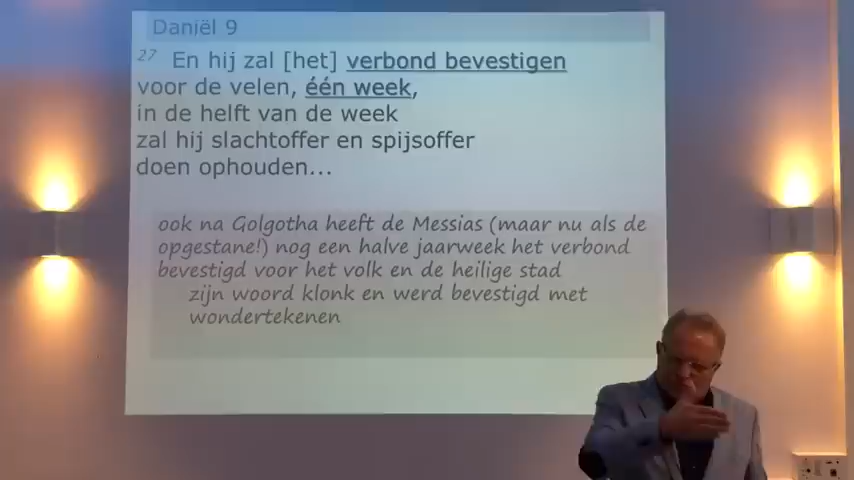 Daniël 9
27 En hij zal [het] verbond bevestigen
voor de velen, één week,
in de helft van de week
zal hij slachtoffer en spijsoffer
doen ophouden...
ook na Golgotha heeft de Messias (maar nu als de
opgestane!) nog een halve jaarweek het verbond
bevestigd voor het volk en de heilige stad
zijn woord klonk en werd bevestigd met
wondertekenen